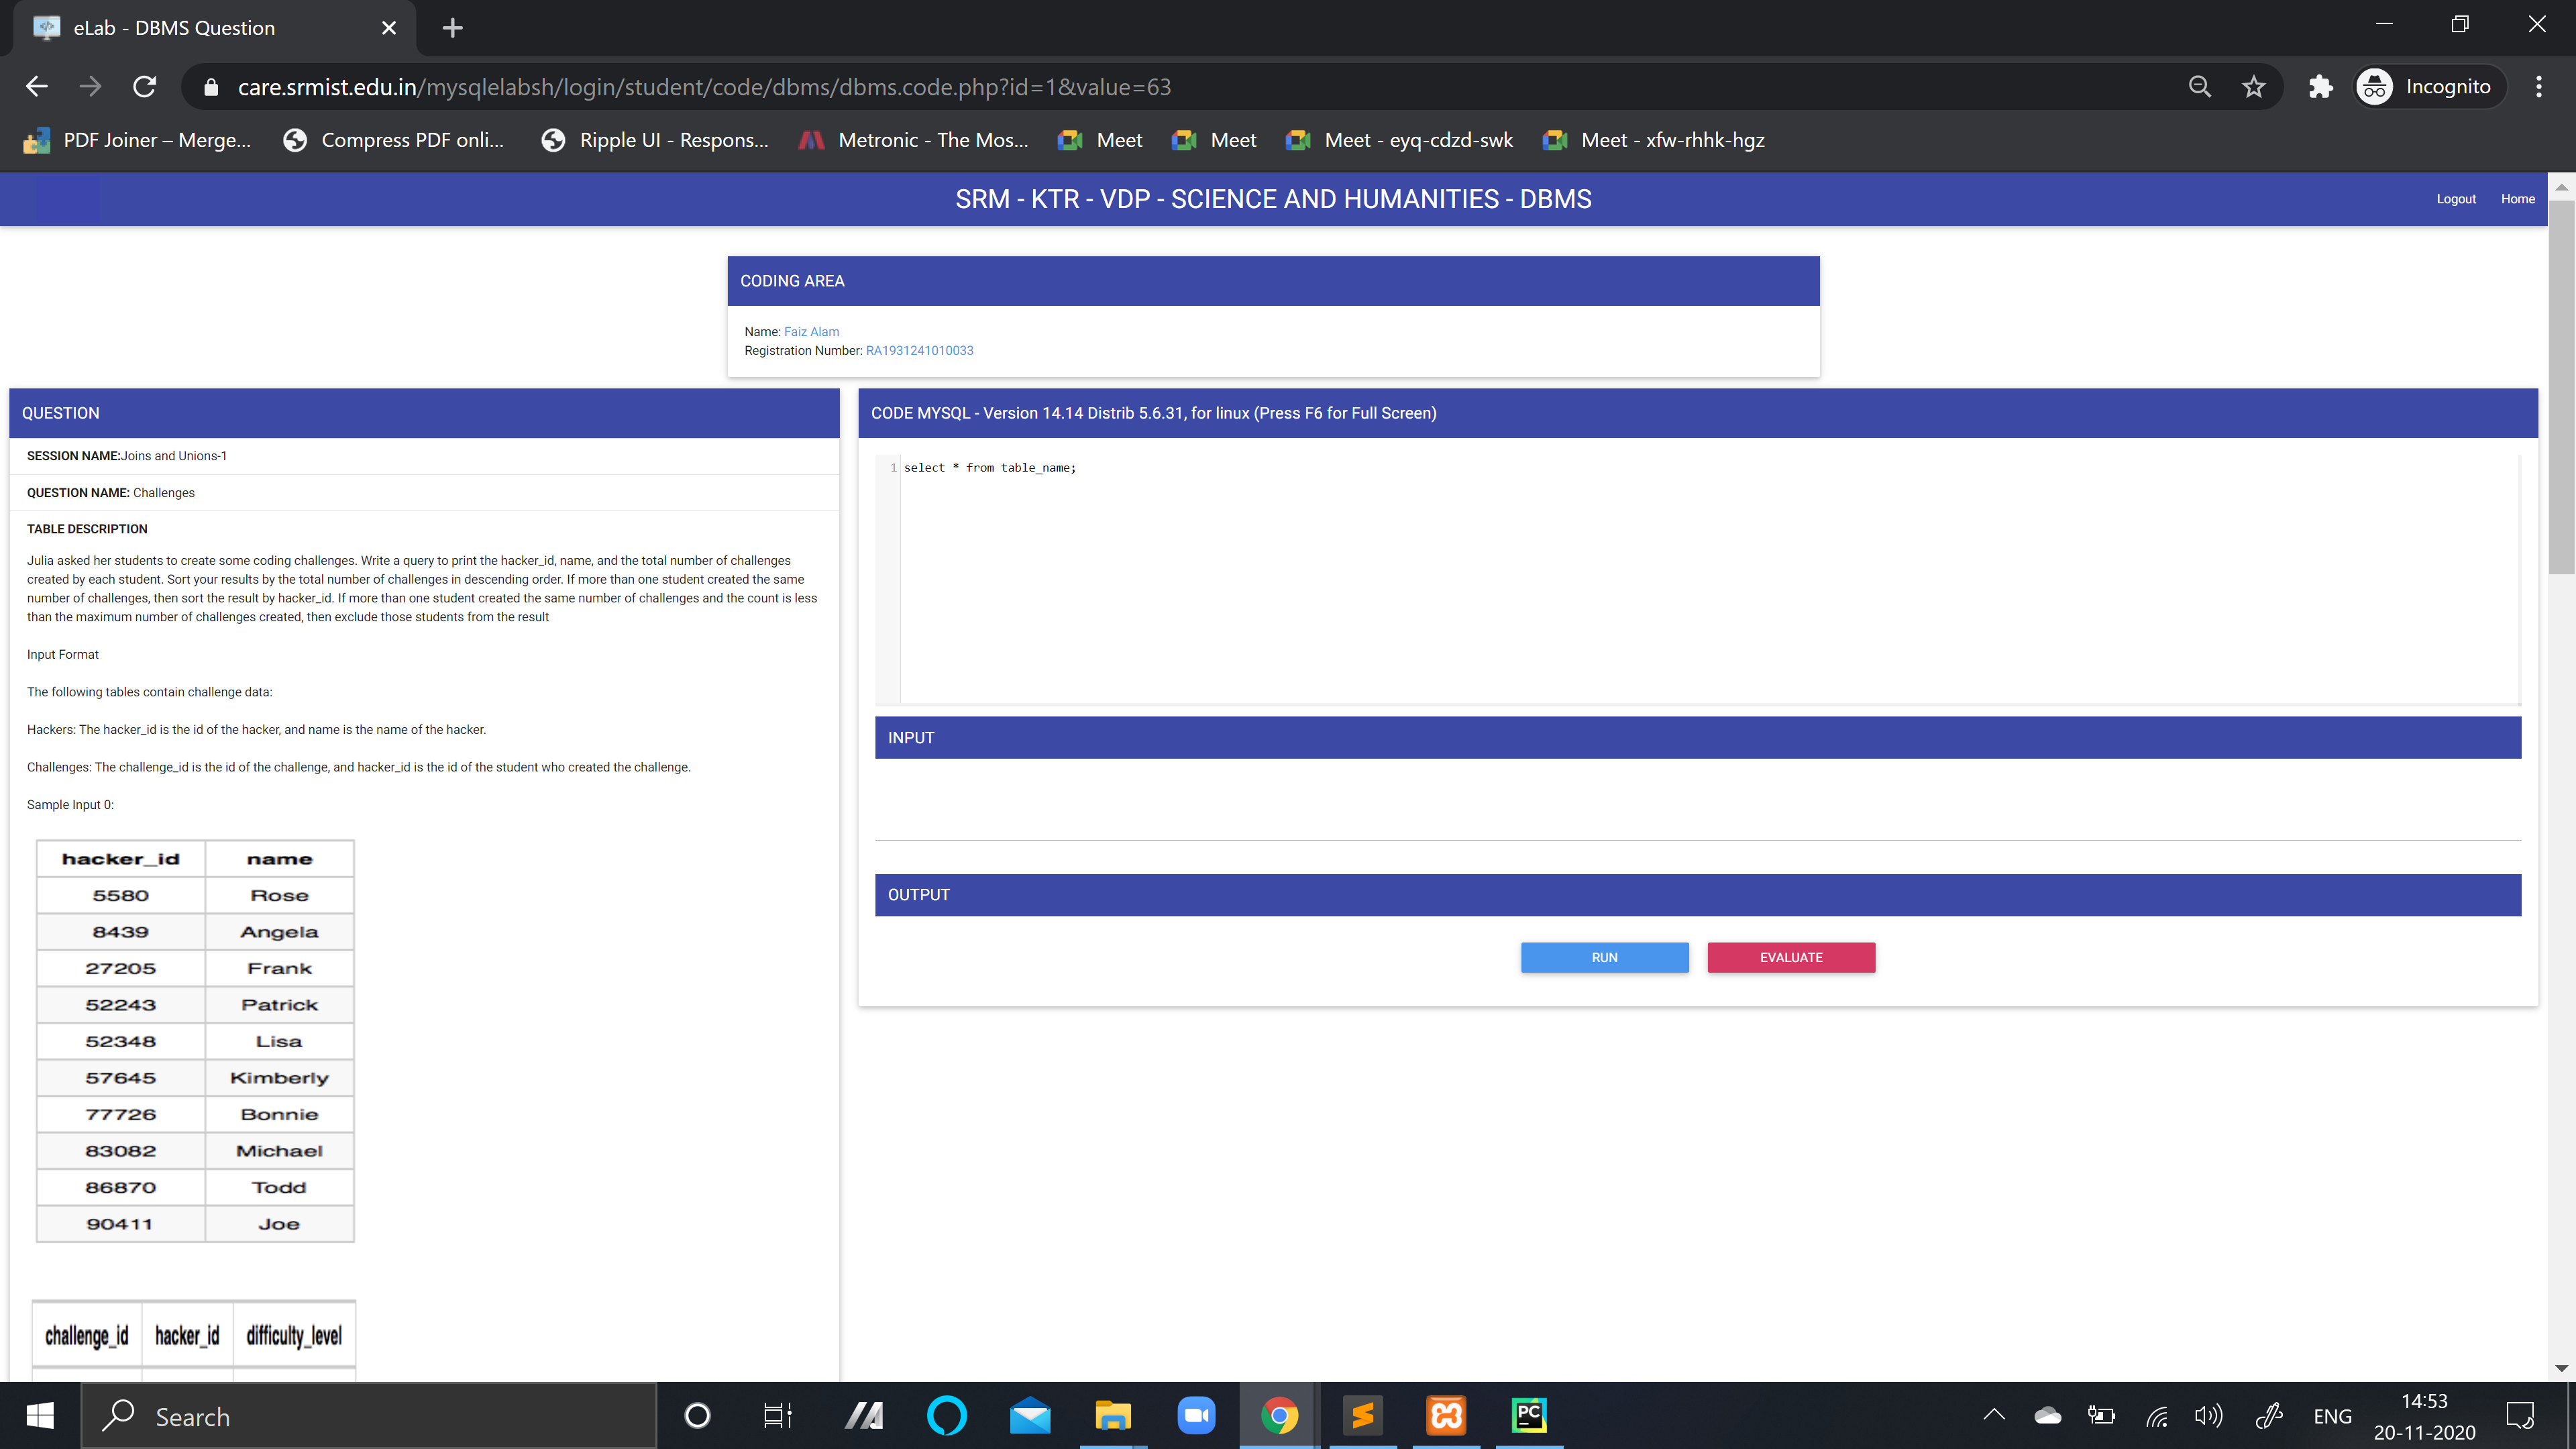 eLab - DBMS Question
care.srmist.edu.in/mysqlelabsh/login/student/code/dbms/dbms.code.php?id=1&value=63
Incognito
PDF Joiner – Merge...
Compress PDF onli...
Ripple UI - Respons...
Metronic - The Mos...
Meet
Meet
Meet - eyq-cdzd-swk
Meet - xfw-rhhk-hgz
SRM - KTR - VDP - SCIENCE AND HUMANITIES - DBMS
Logout
Home
CODING AREA
Name: Faiz Alam
Registration Number: RA1931241010033
QUESTION
SESSION NAME:Joins and Unions-1
QUESTION NAME: Challenges
TABLE DESCRIPTION
Julia asked her students to create some coding challenges. Write a query to print the hacker_id, name, and the total number of challenges
created by each student. Sort your results by the total number of challenges in descending order. If more than one student created the same
number of challenges, then sort the result by hacker_id. If more than one student created the same number of challenges and the count is less
than the maximum number of challenges created, then exclude those students from the result
Input Format
The following tables contain challenge data:
Hackers: The hacker_id is the id of the hacker, and name is the name of the hacker.
Challenges: The challenge_id is the id of the challenge, and hacker_id is the id of the student who created the challenge.
Sample Input 0:
hacker_id name
5580 Rose
8439 Angela
27205 Frank
52243 Patrick
52348 Lisa
57645 Kimberly
77726 Bonnie
83082 Michael
86870 Todd
90411 Joe
challenge_id hacker_id difficulty_level
CODE MYSQL - Version 14.14 Distrib 5.6.31, for linux (Press F6 for Full Screen)
1 select * from table_name;
INPUT
OUTPUT
RUN
EVALUATE
Search
PC
ENG
14:53
20-11-2020